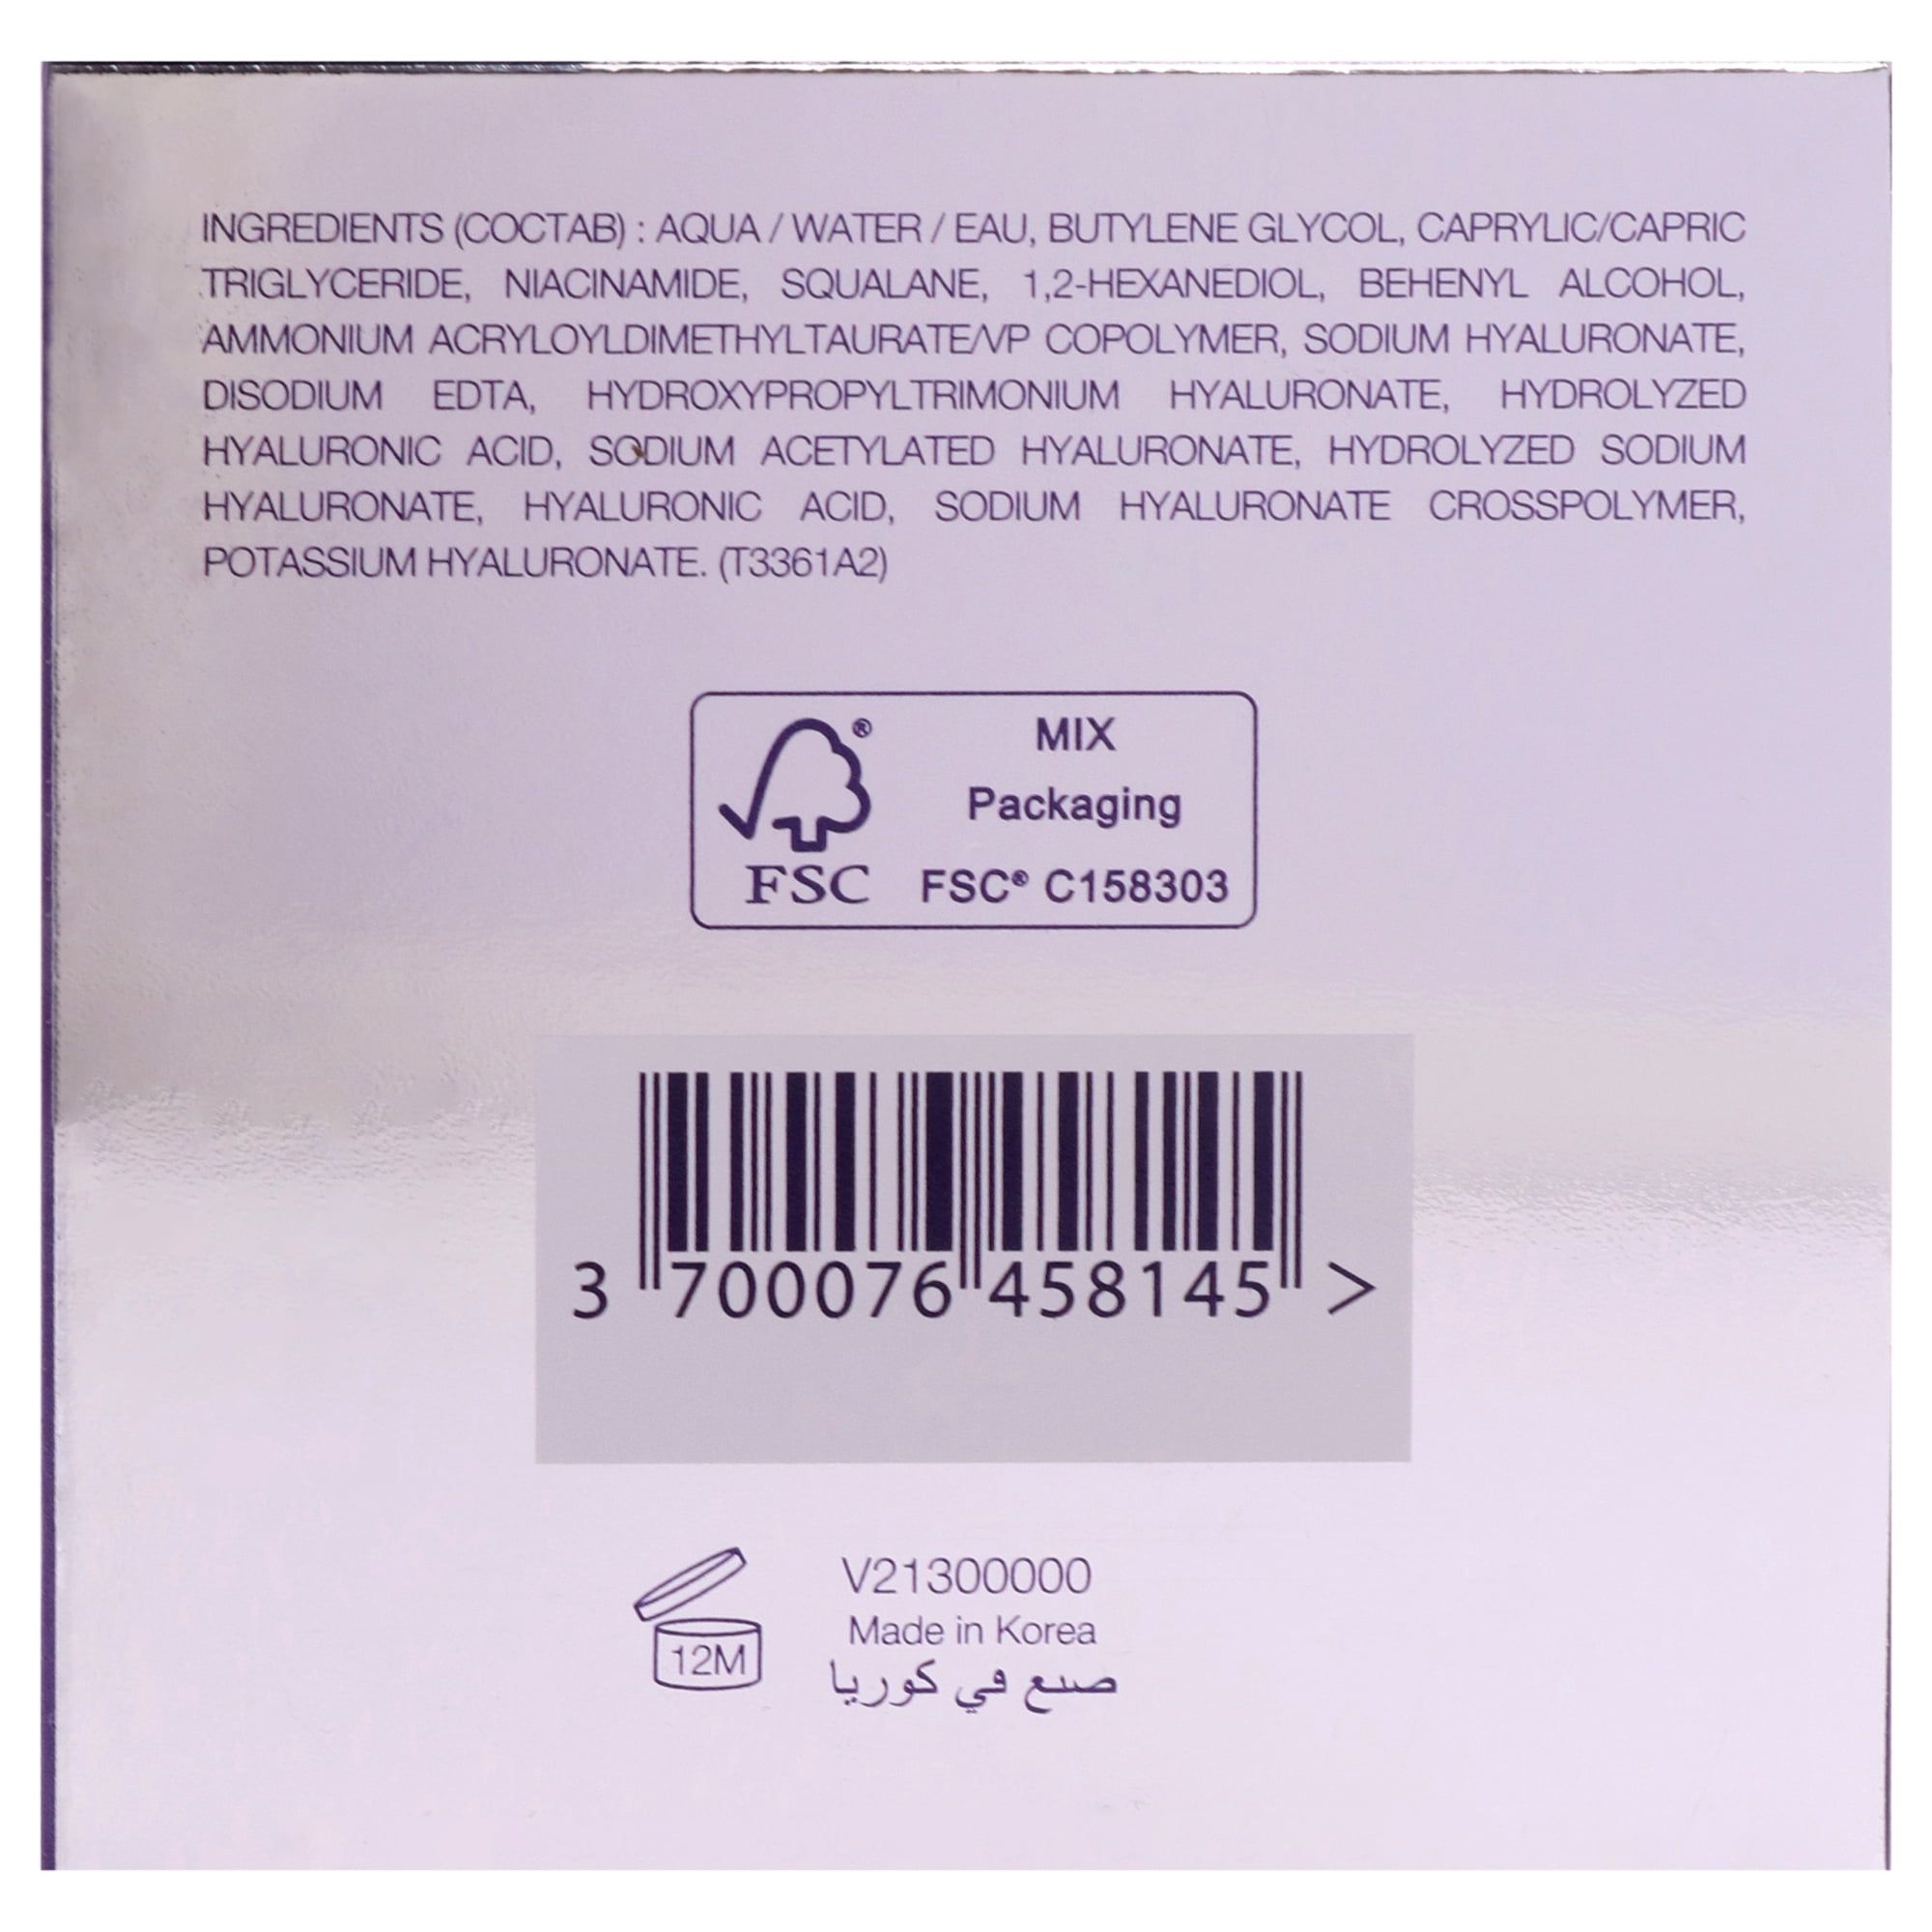 INGREDIENTS (СОСТАВ) : AQUA / WATER / EAU, BUTYLENE GLYCOL, CAPRYLIC/CAPRIC
TRIGLYCERIDE, NIACINAMIDE, SQUALANE, 1,2-HEXANEDIOL, BEHENYL ALCOHOL,
AMMONIUM ACRYLOYLDIMETHYLTAURATE/VP COPOLYMER, SODIUM HYALURONATE,
DISODIUM EDTA, HYDROXYPROPYLTRIMONIUM HYALURONATE, HYDROLYZED
HYALURONIC ACID, SODIUM ACETYLATED HYALURONATE, HYDROLYZED SODIUM
HYALURONATE, HYALURONIC ACID, SODIUM HYALURONATE CROSSPOLYMER,
POTASSIUM HYALURONATE. (T3361A2)
®
MIX
Packaging
FSC
FSC® C158303
3 700076 458145 >
12M
V21300000
Made in Korea
صنع في كوريا